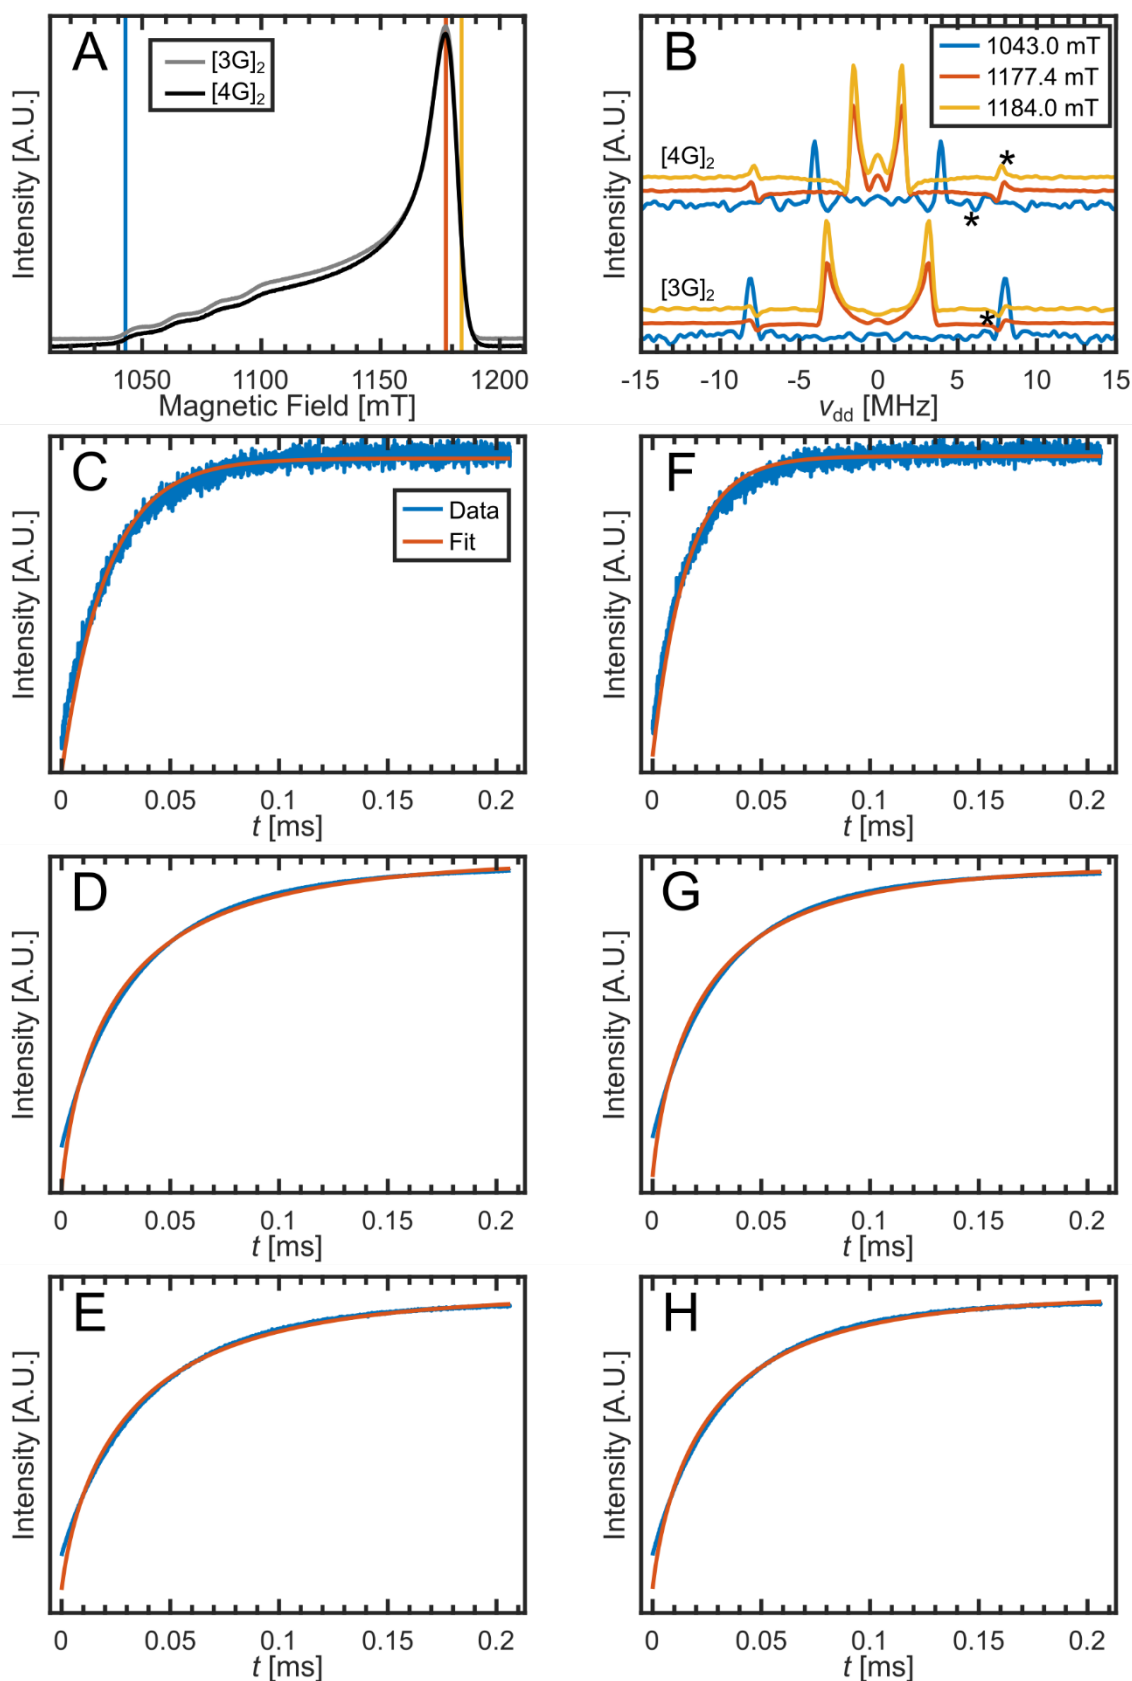 A
[3G]2
[4G]2
Intensity [A.U.]
1050 1100 1150 1200
Magnetic Field [mT]
B
1043.0 mT
1177.4 mT
1184.0 mT
[4G]2
*
*
[3G]2
*
Intensity [A.U.]
-15 -10 -5 0 5 10 15
νdd [MHz]
C
Data
Fit
Intensity [A.U.]
0 0.05 0.1 0.15 0.2
t [ms]
F
Intensity [A.U.]
0 0.05 0.1 0.15 0.2
t [ms]
D
Intensity [A.U.]
0 0.05 0.1 0.15 0.2
t [ms]
G
Intensity [A.U.]
0 0.05 0.1 0.15 0.2
t [ms]
E
Intensity [A.U.]
0 0.05 0.1 0.15 0.2
t [ms]
H
Intensity [A.U.]
0 0.05 0.1 0.15 0.2
t [ms]